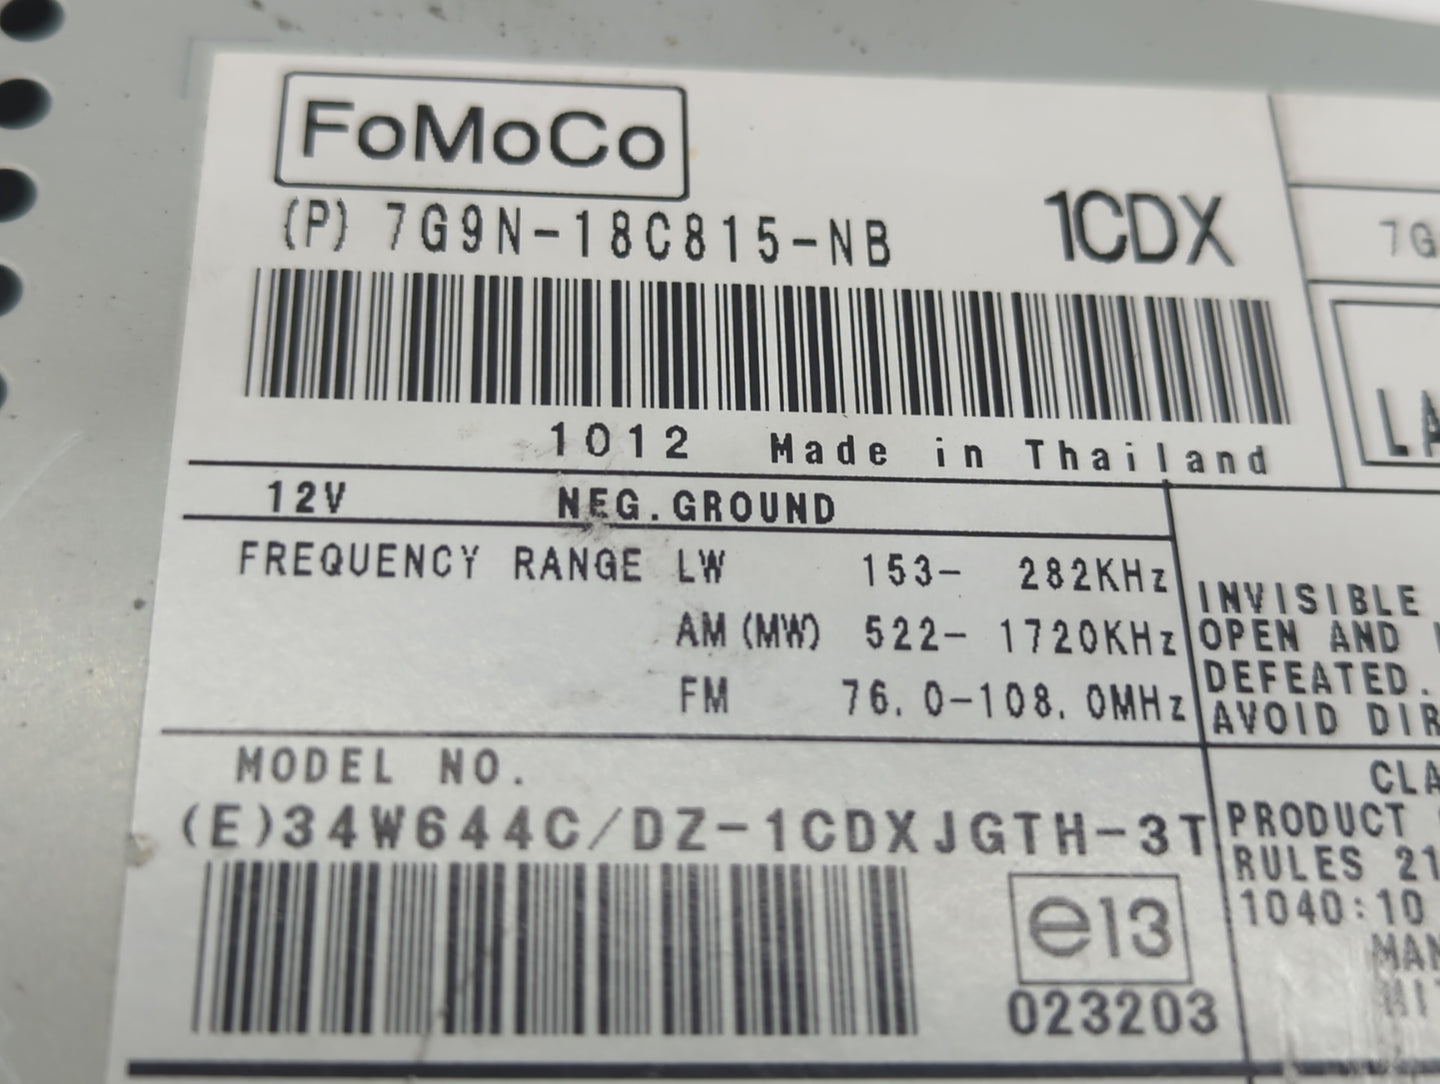 FoMoCo
(P) 7G9N-18C815-NB 1CDX
1012 Made in Thailand
12V NEG.GROUND
FREQUENCY RANGE LW 153- 282KHz
AM (MW) 522- 1720KHz
FM 76.0-108.0MHz
MODEL NO.
(E)34W644C/DZ-1CDXJGTH-3T
e13
023203
7G
LA
INVISIBLE
OPEN AND
DEFEATED.
AVOID DIR
CLA
PRODUCT
RULES 21
1040:10
MAN